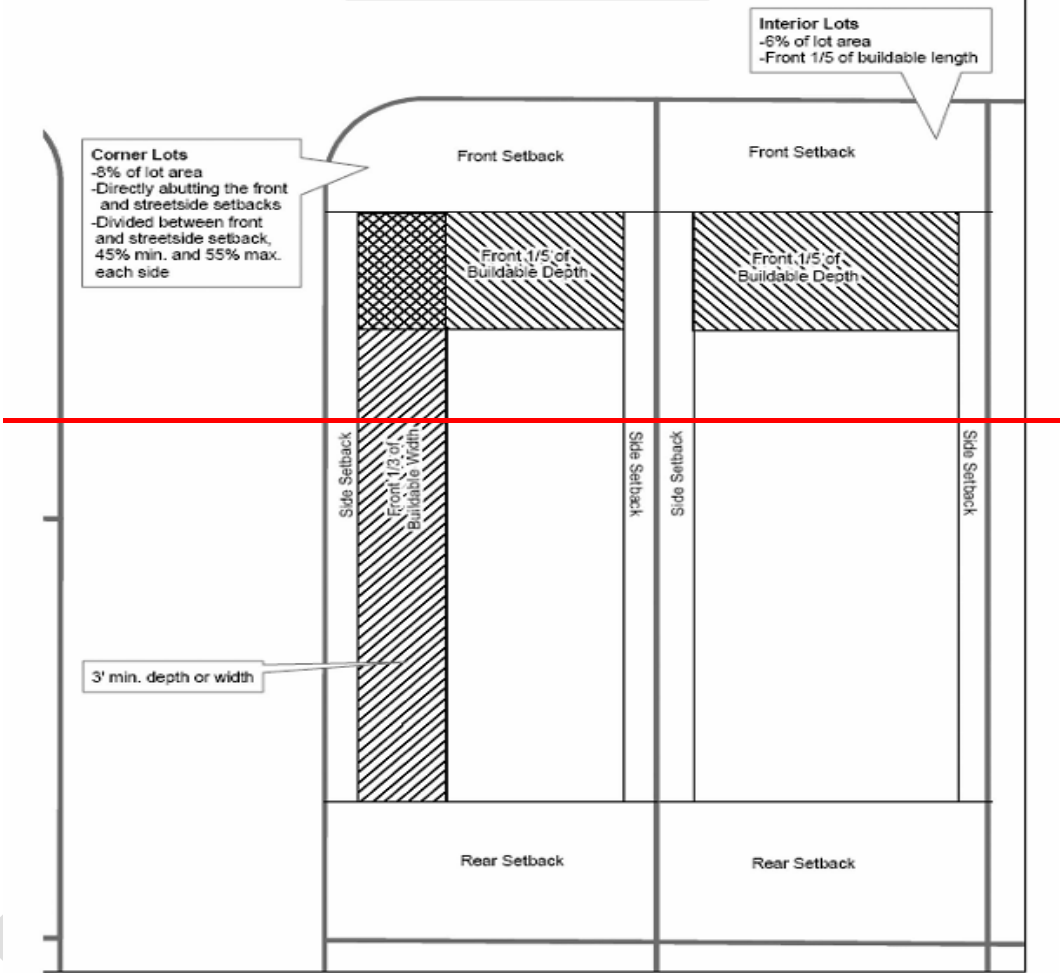 Interior Lots
-6% of lot area
-Front 1/5 of buildable length
Corner Lots
-8% of lot area
-Directly abutting the front
and streetside setbacks
-Divided between front
and streetside setback,
45% min. and 55% max.
each side
Front Setback
Front Setback
Front 1/5 of
Buildable Depth
Front 1/5 of
Buildable Depth
Side Setback
Front 1/3 of
Buildable Width
Side Setback
Side Setback
Side Setback
3' min. depth or width
Rear Setback
Rear Setback